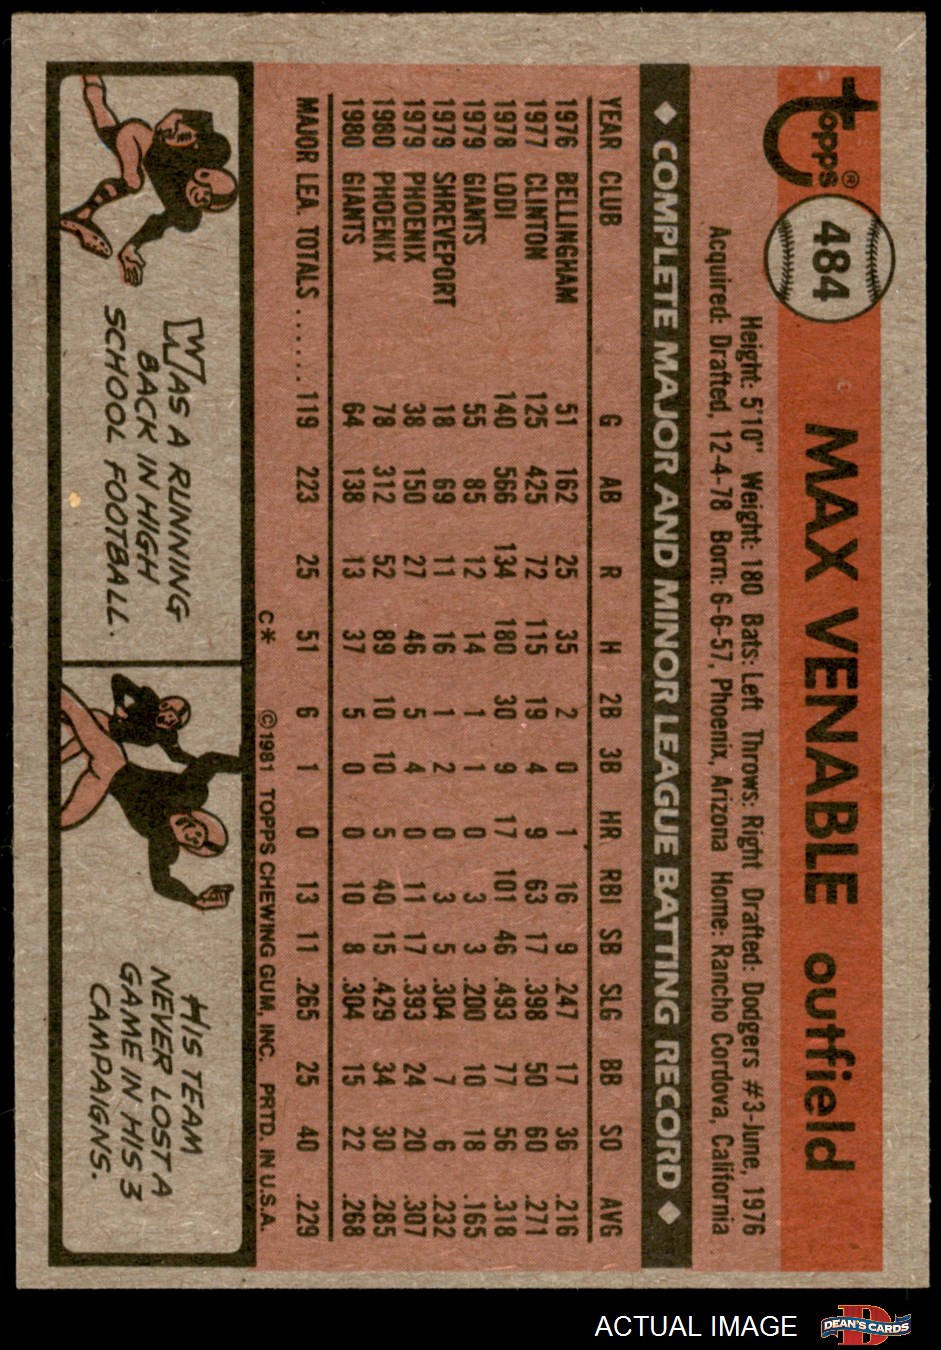 Topps®
484
MAX VENABLE outfield
Height: 5'10" Weight: 180 Bats: Left Throws: Right Drafted: Dodgers #3-June, 1976
Acquired: Drafted, 12-4-78 Born: 6-6-57, Phoenix, Arizona Home: Rancho Cordova, California
◆ COMPLETE MAJOR AND MINOR LEAGUE BATTING RECORD ◆
YEAR CLUB G AB R H 2B 3B HR RBI SB SLG BB SO AVG
1976 BELLINGHAM 51 162 25 35 2 0 1 16 9 .247 17 36 .216
1977 CLINTON 125 425 72 115 19 4 9 63 17 .398 50 60 .271
1978 LODI 140 566 134 180 30 9 17 101 46 .493 77 56 .318
1979 GIANTS 55 85 12 14 1 1 0 3 3 .200 10 18 .165
1979 SHREVEPORT 18 69 11 16 1 2 0 3 5 .304 7 6 .232
1979 PHOENIX 38 150 27 46 5 4 0 11 17 .393 24 20 .307
1980 PHOENIX 78 312 52 89 10 10 5 40 15 .429 34 30 .285
1980 GIANTS 64 138 13 37 5 0 0 10 8 .304 15 22 .268
MAJOR LEA. TOTALS ...... 119 223 25 51 6 1 0 13 11 .265 25 40 .229
C* ©1981 TOPPS CHEWING GUM, INC. PRTD. IN U.S.A.
WAS A RUNNING
BACK IN HIGH
SCHOOL FOOTBALL.
HIS TEAM
NEVER LOST A
GAME IN HIS 3
CAMPAIGNS.
ACTUAL IMAGE
D
DEAN'S CARDS